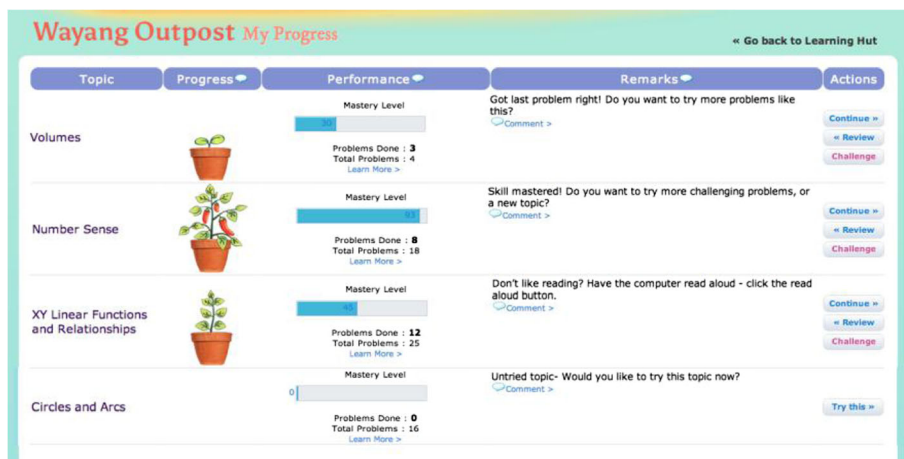 Wayang Outpost My Progress
« Go back to Learning Hut
Topic Progress Performance Remarks Actions
Volumes
Mastery Level
30
Problems Done : 3
Total Problems : 4
Learn More >
Got last problem right! Do you want to try more problems like
this?
Comment >
Continue »
« Review
Challenge
Number Sense
Mastery Level
93
Problems Done : 8
Total Problems : 18
Learn More >
Skill mastered! Do you want to try more challenging problems, or
a new topic?
Comment >
Continue »
« Review
Challenge
XY Linear Functions
and Relationships
Mastery Level
45
Problems Done : 12
Total Problems : 25
Learn More >
Don't like reading? Have the computer read aloud - click the read
aloud button.
Comment >
Continue »
« Review
Challenge
Circles and Arcs
Mastery Level
0
Problems Done : 0
Total Problems : 16
Learn More >
Untried topic- Would you like to try this topic now?
Comment >
Try this »